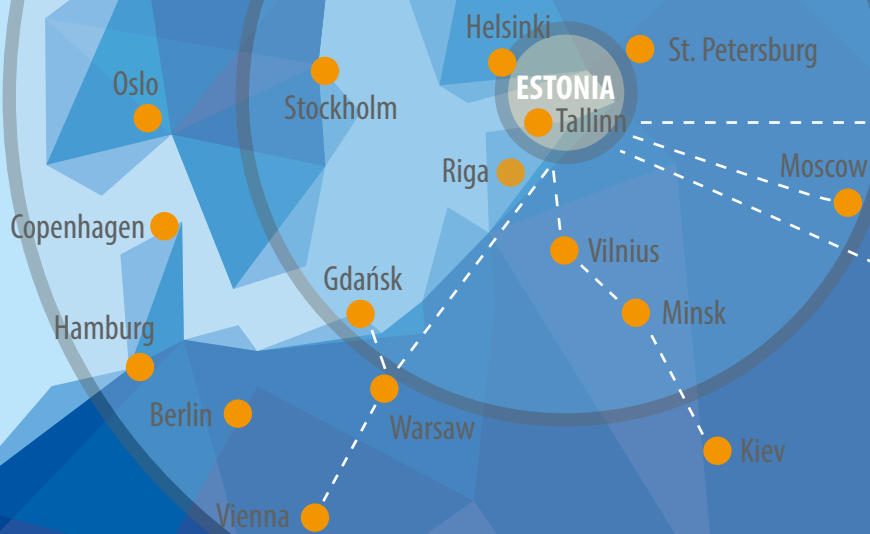 Helsinki
St. Petersburg
Oslo
ESTONIA
Stockholm
Tallinn
Riga
Moscow
Copenhagen
Vilnius
Gdańsk
Minsk
Hamburg
Berlin
Warsaw
Kiev
Vienna